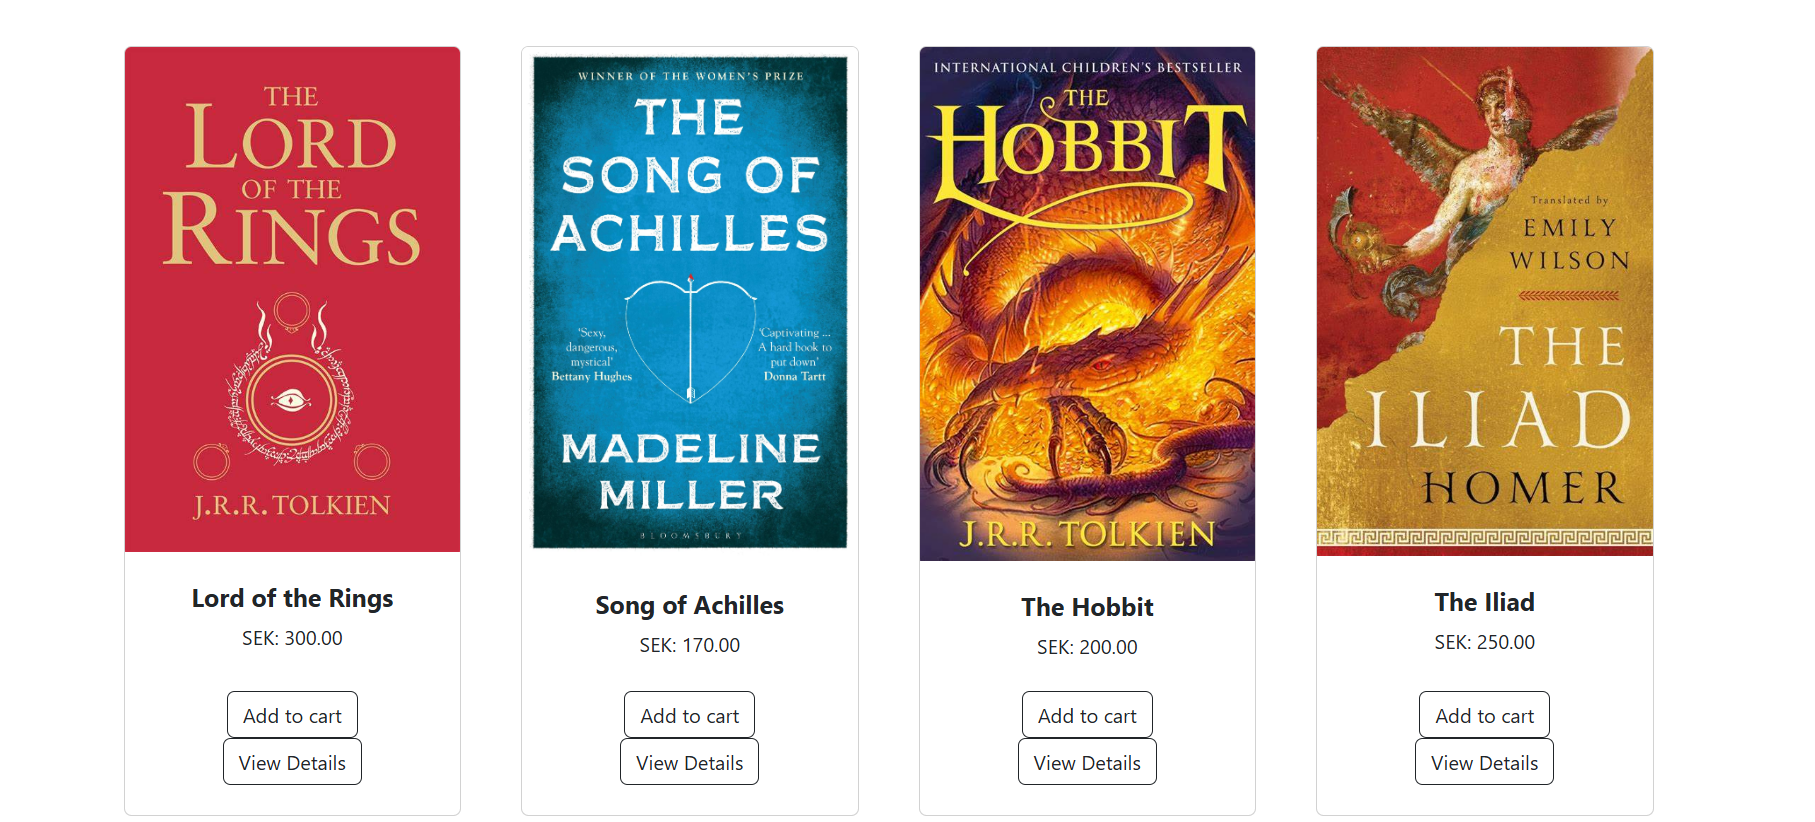 THE
LORD
OF THE
RINGS
J.R.R. TOLKIEN
Lord of the Rings
SEK: 300.00
Add to cart
View Details
WINNER OF THE WOMEN'S PRIZE
THE
SONG OF
ACHILLES
'Sexy,
dangerous,
mystical'
Bettany Hughes
'Captivating ...
A hard book to
put down'
Donna Tartt
MADELINE
MILLER
BLOOMSBURY
Song of Achilles
SEK: 170.00
Add to cart
View Details
INTERNATIONAL CHILDREN'S BESTSELLER
THE
HOBBIT
J.R.R. TOLKIEN
The Hobbit
SEK: 200.00
Add to cart
View Details
Translated by
EMILY
WILSON
THE
ILIAD
HOMER
The Iliad
SEK: 250.00
Add to cart
View Details